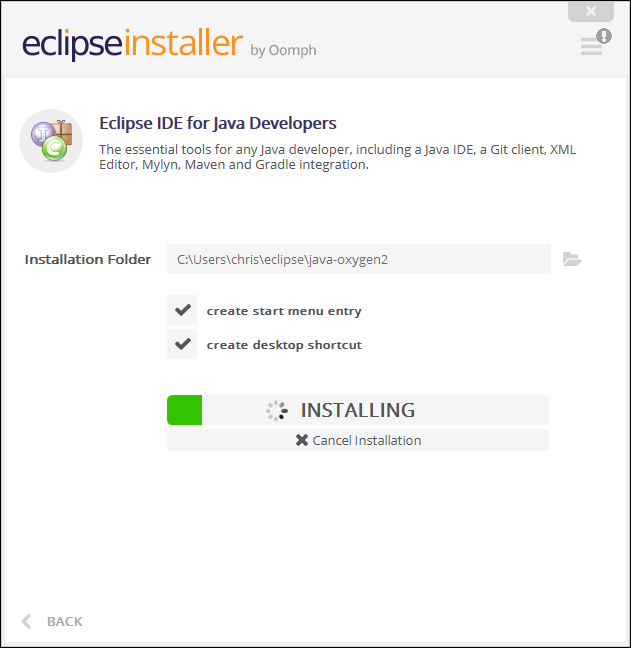 eclipseinstaller by Oomph
Eclipse IDE for Java Developers
The essential tools for any Java developer, including a Java IDE, a Git client, XML
Editor, Mylyn, Maven and Gradle integration.
Installation Folder C:\Users\chris\eclipse\java-oxygen2
create start menu entry
create desktop shortcut
INSTALLING
Cancel Installation
BACK